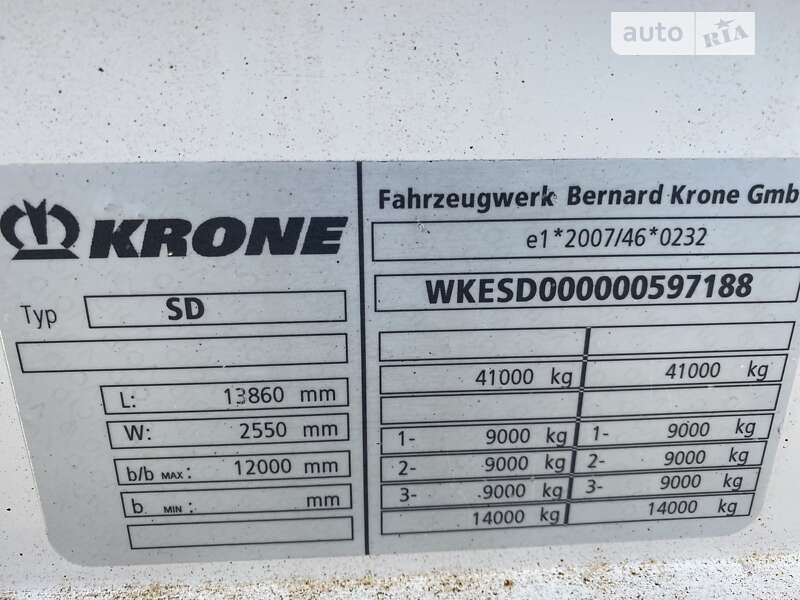 auto RIA
KRONE
Typ SD
L: 13860 mm
W: 2550 mm
b/b MAX: 12000 mm
b MIN: mm
Fahrzeugwerk Bernard Krone Gmb
e1*2007/46*0232
WKESD000000597188
41000 kg 41000 kg
1- 9000 kg 1- 9000 kg
2- 9000 kg 2- 9000 kg
3- 9000 kg 3- 9000 kg
14000 kg 14000 kg